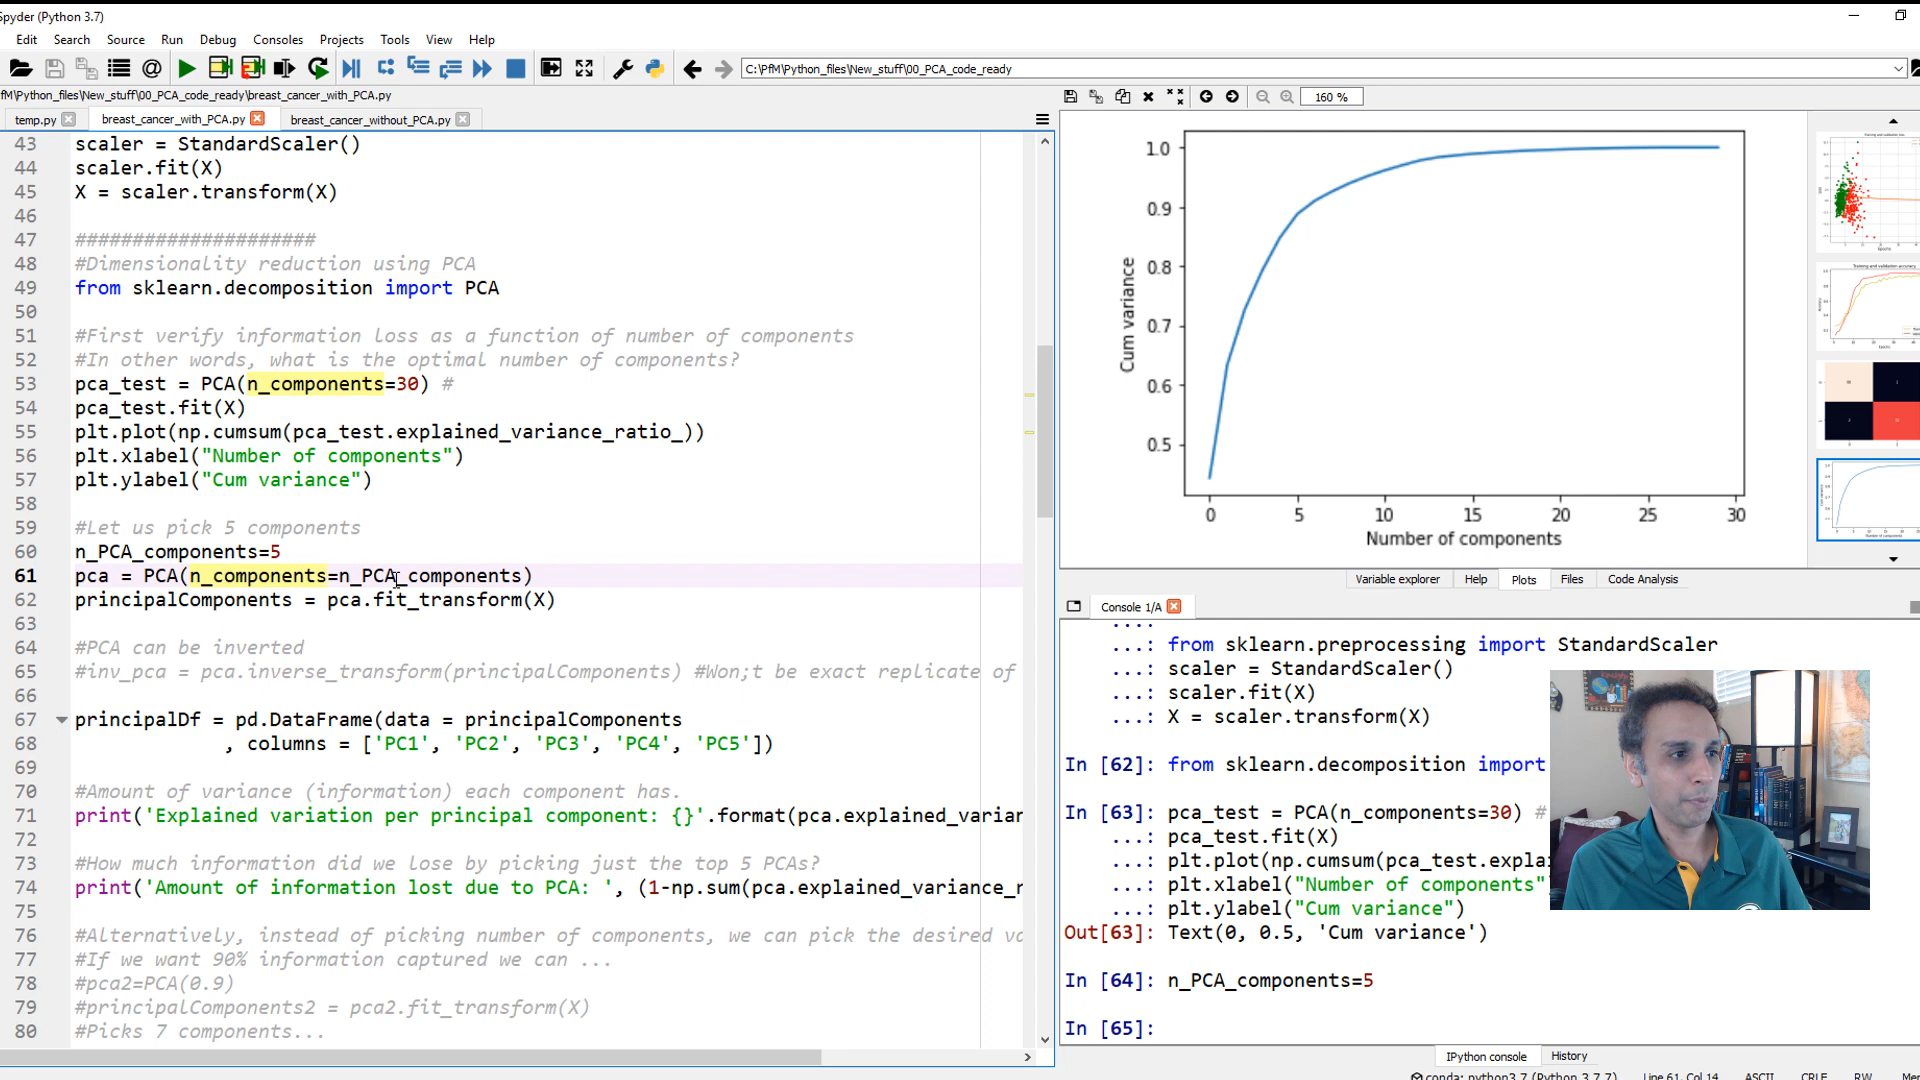 Spyder (Python 3.7)
Edit Search Source Run Debug Consoles Projects Tools View Help
C:\PfM\Python_files\New_stuff\00_PCA_code_ready
fM\Python_files\New_stuff\00_PCA_code_ready\breast_cancer_with_PCA.py
temp.py breast_cancer_with_PCA.py breast_cancer_without_PCA.py
43 scaler = StandardScaler()
44 scaler.fit(X)
45 X = scaler.transform(X)
46
47 #####################
48 #Dimensionality reduction using PCA
49 from sklearn.decomposition import PCA
50
51 #First verify information loss as a function of number of components
52 #In other words, what is the optimal number of components?
53 pca_test = PCA(n_components=30) #
54 pca_test.fit(X)
55 plt.plot(np.cumsum(pca_test.explained_variance_ratio_))
56 plt.xlabel("Number of components")
57 plt.ylabel("Cum variance")
58
59 #Let us pick 5 components
60 n_PCA_components=5
61 pca = PCA(n_components=n_PCA_components)
62 principalComponents = pca.fit_transform(X)
63
64 #PCA can be inverted
65 #inv_pca = pca.inverse_transform(principalComponents) #Won;t be exact replicate of
66
67 principalDf = pd.DataFrame(data = principalComponents
68 , columns = ['PC1', 'PC2', 'PC3', 'PC4', 'PC5'])
69
70 #Amount of variance (information) each component has.
71 print('Explained variation per principal component: {}'.format(pca.explained_varian
72
73 #How much information did we lose by picking just the top 5 PCAs?
74 print('Amount of information lost due to PCA: ', (1-np.sum(pca.explained_variance_r
75
76 #Alternatively, instead of picking number of components, we can pick the desired va
77 #If we want 90% information captured we can ...
78 #pca2=PCA(0.9)
79 #principalComponents2 = pca2.fit_transform(X)
80 #Picks 7 components...
160 %
1.0
0.9
0.8
0.7
0.6
0.5
Cum variance
0 5 10 15 20 25 30
Number of components
Variable explorer Help Plots Files Code Analysis
Console 1/A
...:
...: from sklearn.preprocessing import StandardScaler
...: scaler = StandardScaler()
...: scaler.fit(X)
...: X = scaler.transform(X)
In [62]: from sklearn.decomposition import
In [63]: pca_test = PCA(n_components=30) #
...: pca_test.fit(X)
...: plt.plot(np.cumsum(pca_test.expla
...: plt.xlabel("Number of components"
...: plt.ylabel("Cum variance")
Out[63]: Text(0, 0.5, 'Cum variance')
In [64]: n_PCA_components=5
In [65]:
IPython console History
conda: python3.7 (Python 3.7.7) Line 61, Col 14 ASCII CRLF RW